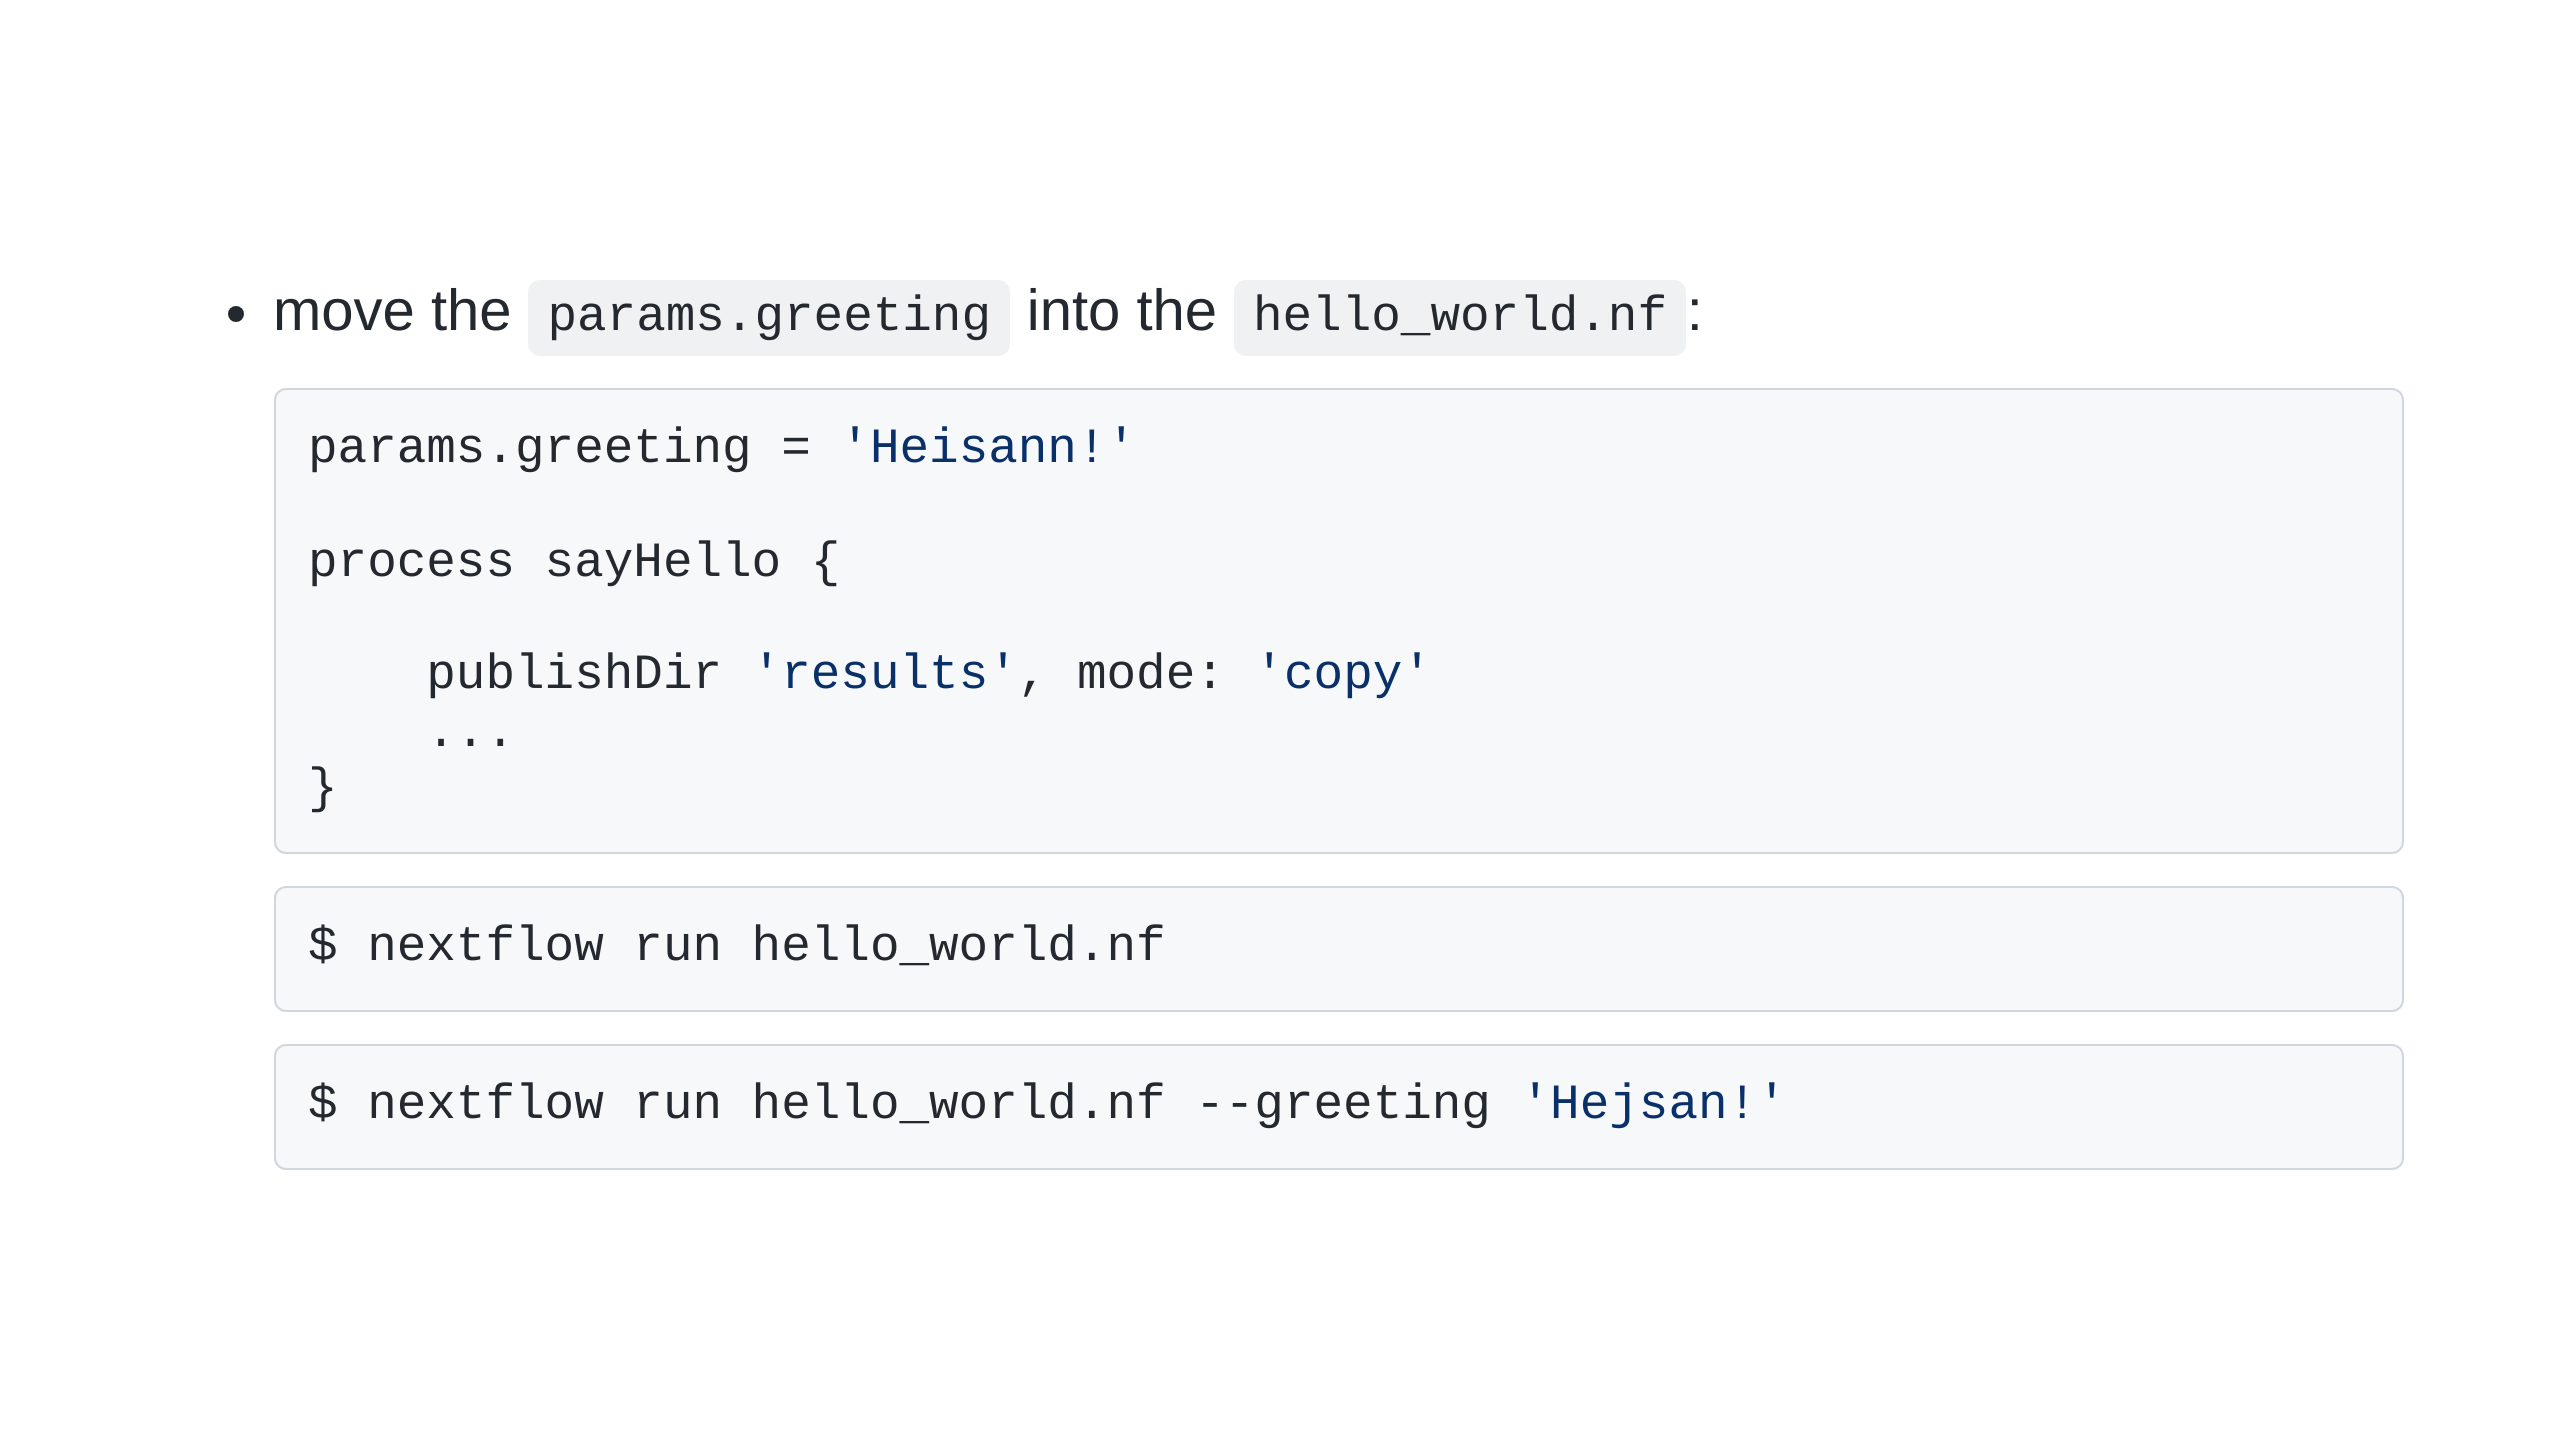 • move the params.greeting into the hello_world.nf:
params.greeting = 'Heisann!'
process sayHello {
    publishDir 'results', mode: 'copy'
    ...
}
$ nextflow run hello_world.nf
$ nextflow run hello_world.nf --greeting 'Hejsan!'